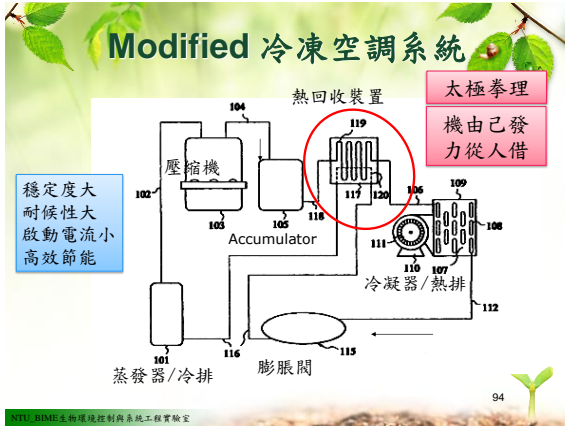 Modified 冷凍空調系統
太極拳理
機由己發
力從人借
熱回收裝置
104
119
壓縮機
102
103
105
118
117
120
106
109
108
111
110
107
112
Accumulator
冷凝器/熱排
穩定度大
耐候性大
啟動電流小
高效節能
101
116
115
蒸發器/冷排
膨脹閥
94
NTU_BIME生物環境控制與系統工程實驗室